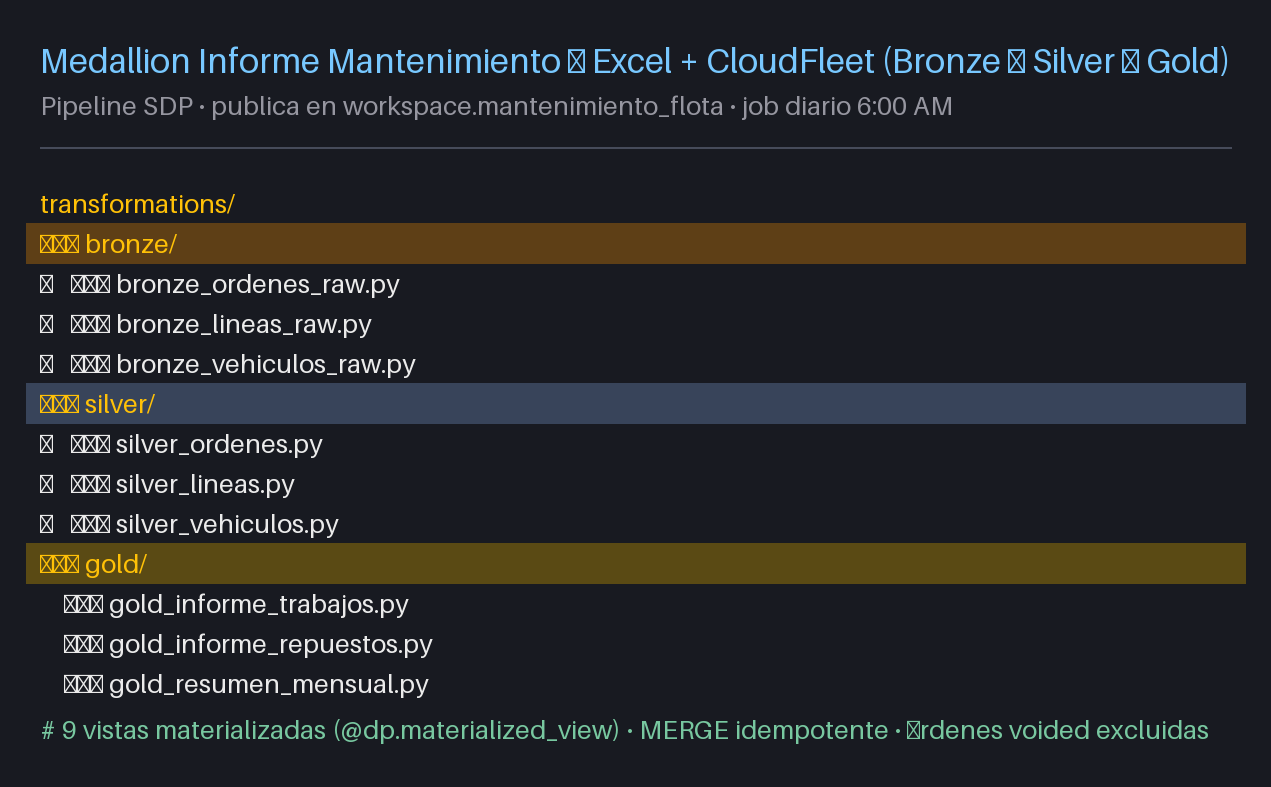 Medallion Informe Mantenimiento Excel + CloudFleet (Bronze Silver Gold)
Pipeline SDP · publica en workspace.mantenimiento_flota · job diario 6:00 AM
transformations/
bronze/
bronze_ordenes_raw.py
bronze_lineas_raw.py
bronze_vehiculos_raw.py
silver/
silver_ordenes.py
silver_lineas.py
silver_vehiculos.py
gold/
gold_informe_trabajos.py
gold_informe_repuestos.py
gold_resumen_mensual.py
# 9 vistas materializadas (@dp.materialized_view) · MERGE idempotente · rdenes voided excluidas